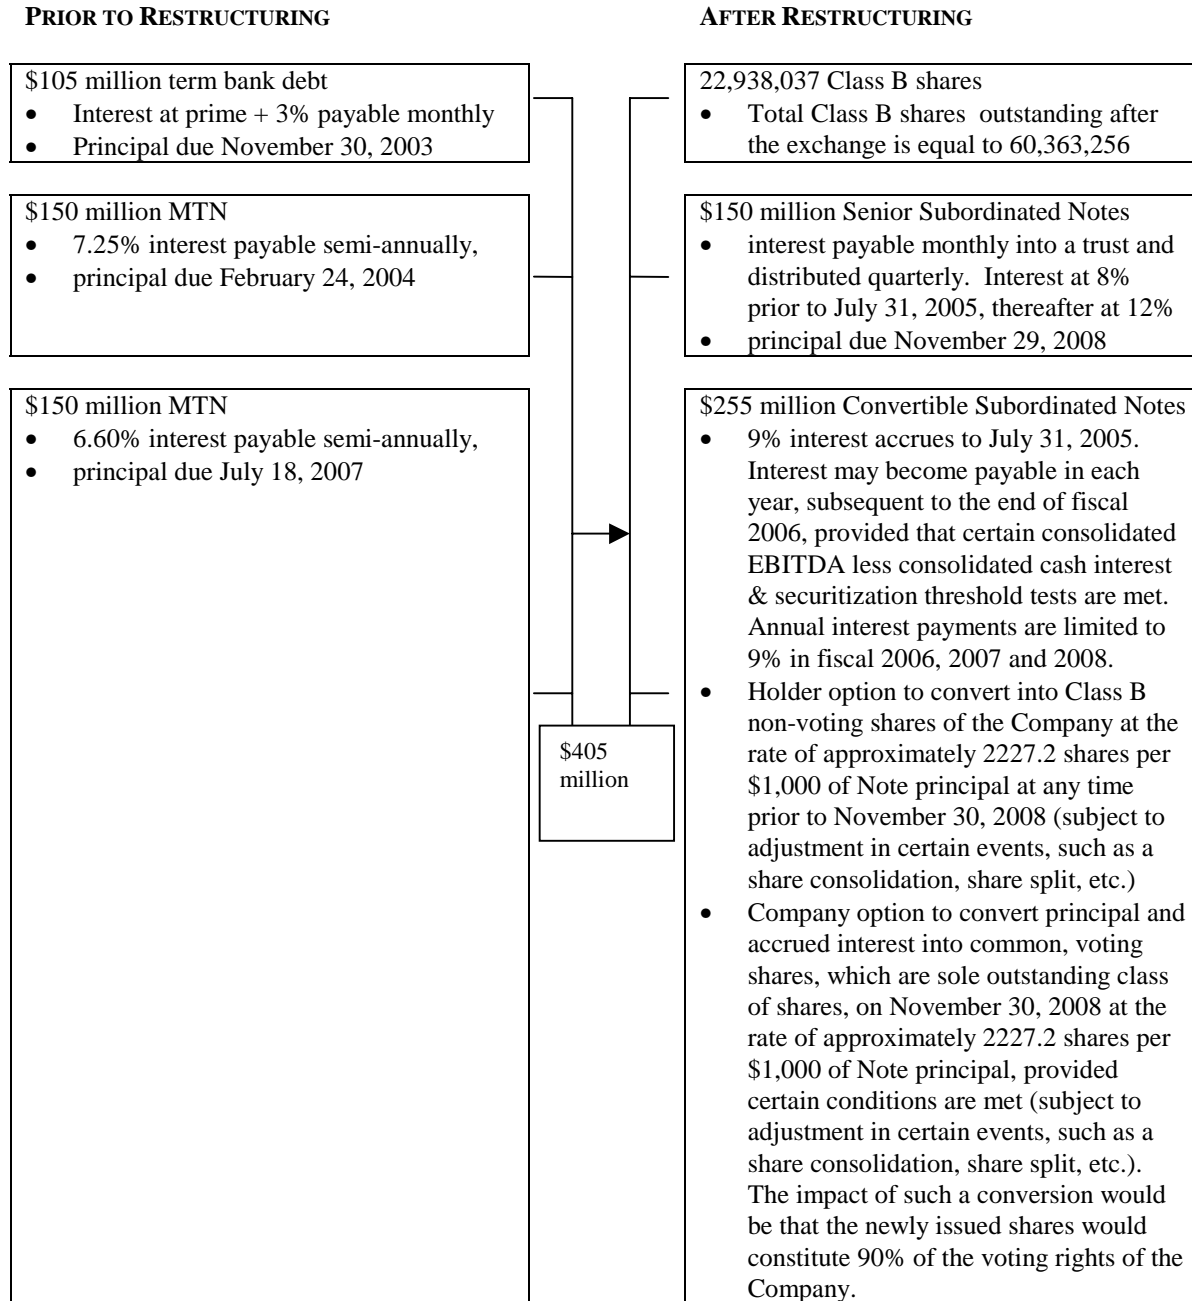 PRIOR TO RESTRUCTURING
AFTER RESTRUCTURING
$105 million term bank debt
• Interest at prime + 3% payable monthly
• Principal due November 30, 2003
22,938,037 Class B shares
• Total Class B shares outstanding after
the exchange is equal to 60,363,256
$150 million MTN
• 7.25% interest payable semi-annually,
• principal due February 24, 2004
$150 million Senior Subordinated Notes
• interest payable monthly into a trust and
distributed quarterly. Interest at 8%
prior to July 31, 2005, thereafter at 12%
• principal due November 29, 2008
$150 million MTN
• 6.60% interest payable semi-annually,
• principal due July 18, 2007
$405
million
$255 million Convertible Subordinated Notes
• 9% interest accrues to July 31, 2005.
Interest may become payable in each
year, subsequent to the end of fiscal
2006, provided that certain consolidated
EBITDA less consolidated cash interest
& securitization threshold tests are met.
Annual interest payments are limited to
9% in fiscal 2006, 2007 and 2008.
• Holder option to convert into Class B
non-voting shares of the Company at the
rate of approximately 2227.2 shares per
$1,000 of Note principal at any time
prior to November 30, 2008 (subject to
adjustment in certain events, such as a
share consolidation, share split, etc.)
• Company option to convert principal and
accrued interest into common, voting
shares, which are sole outstanding class
of shares, on November 30, 2008 at the
rate of approximately 2227.2 shares per
$1,000 of Note principal, provided
certain conditions are met (subject to
adjustment in certain events, such as a
share consolidation, share split, etc.).
The impact of such a conversion would
be that the newly issued shares would
constitute 90% of the voting rights of the
Company.